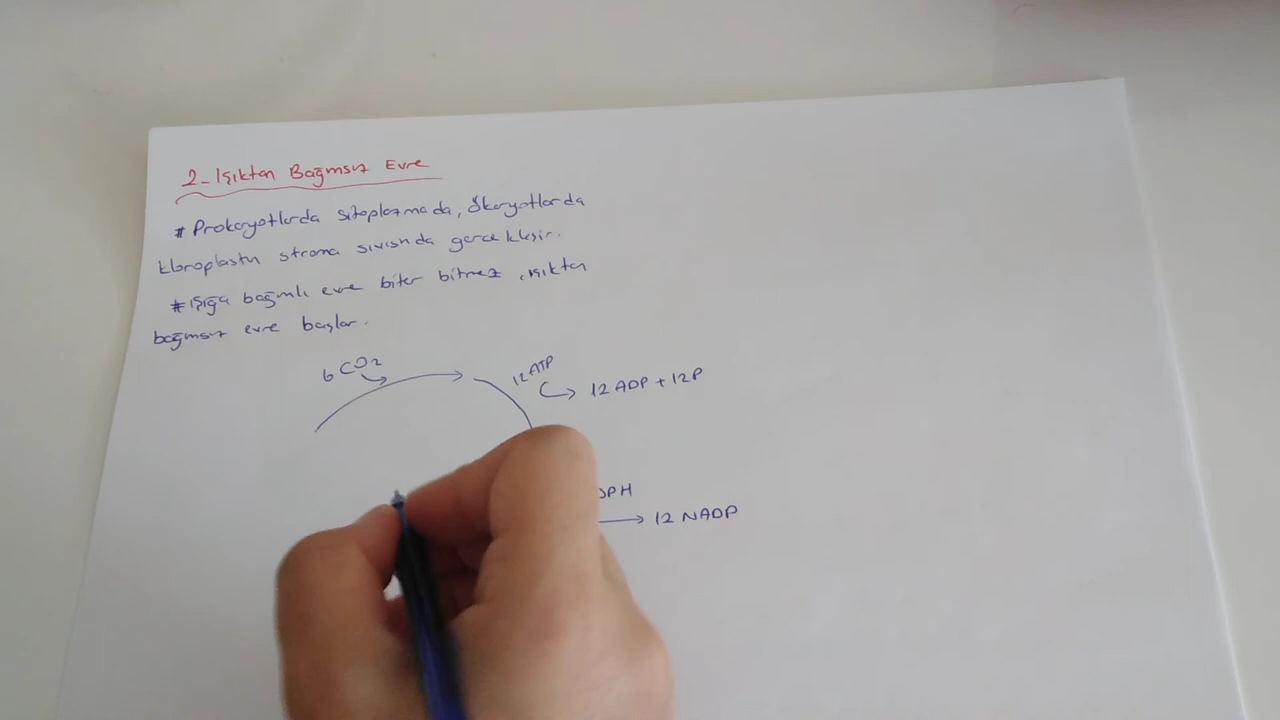 2- Işıktan Bağımsız Evre
# Prokaryotlarda sitoplazmada, ökaryotlarda
kloroplastın stroma sıvısında gerçekleşir.
# Işığa bağımlı evre biter bitmez, ışıktan
bağımsız evre başlar.
6 CO2
12 ATP
12 ADP + 12P
DPH
12 NADP